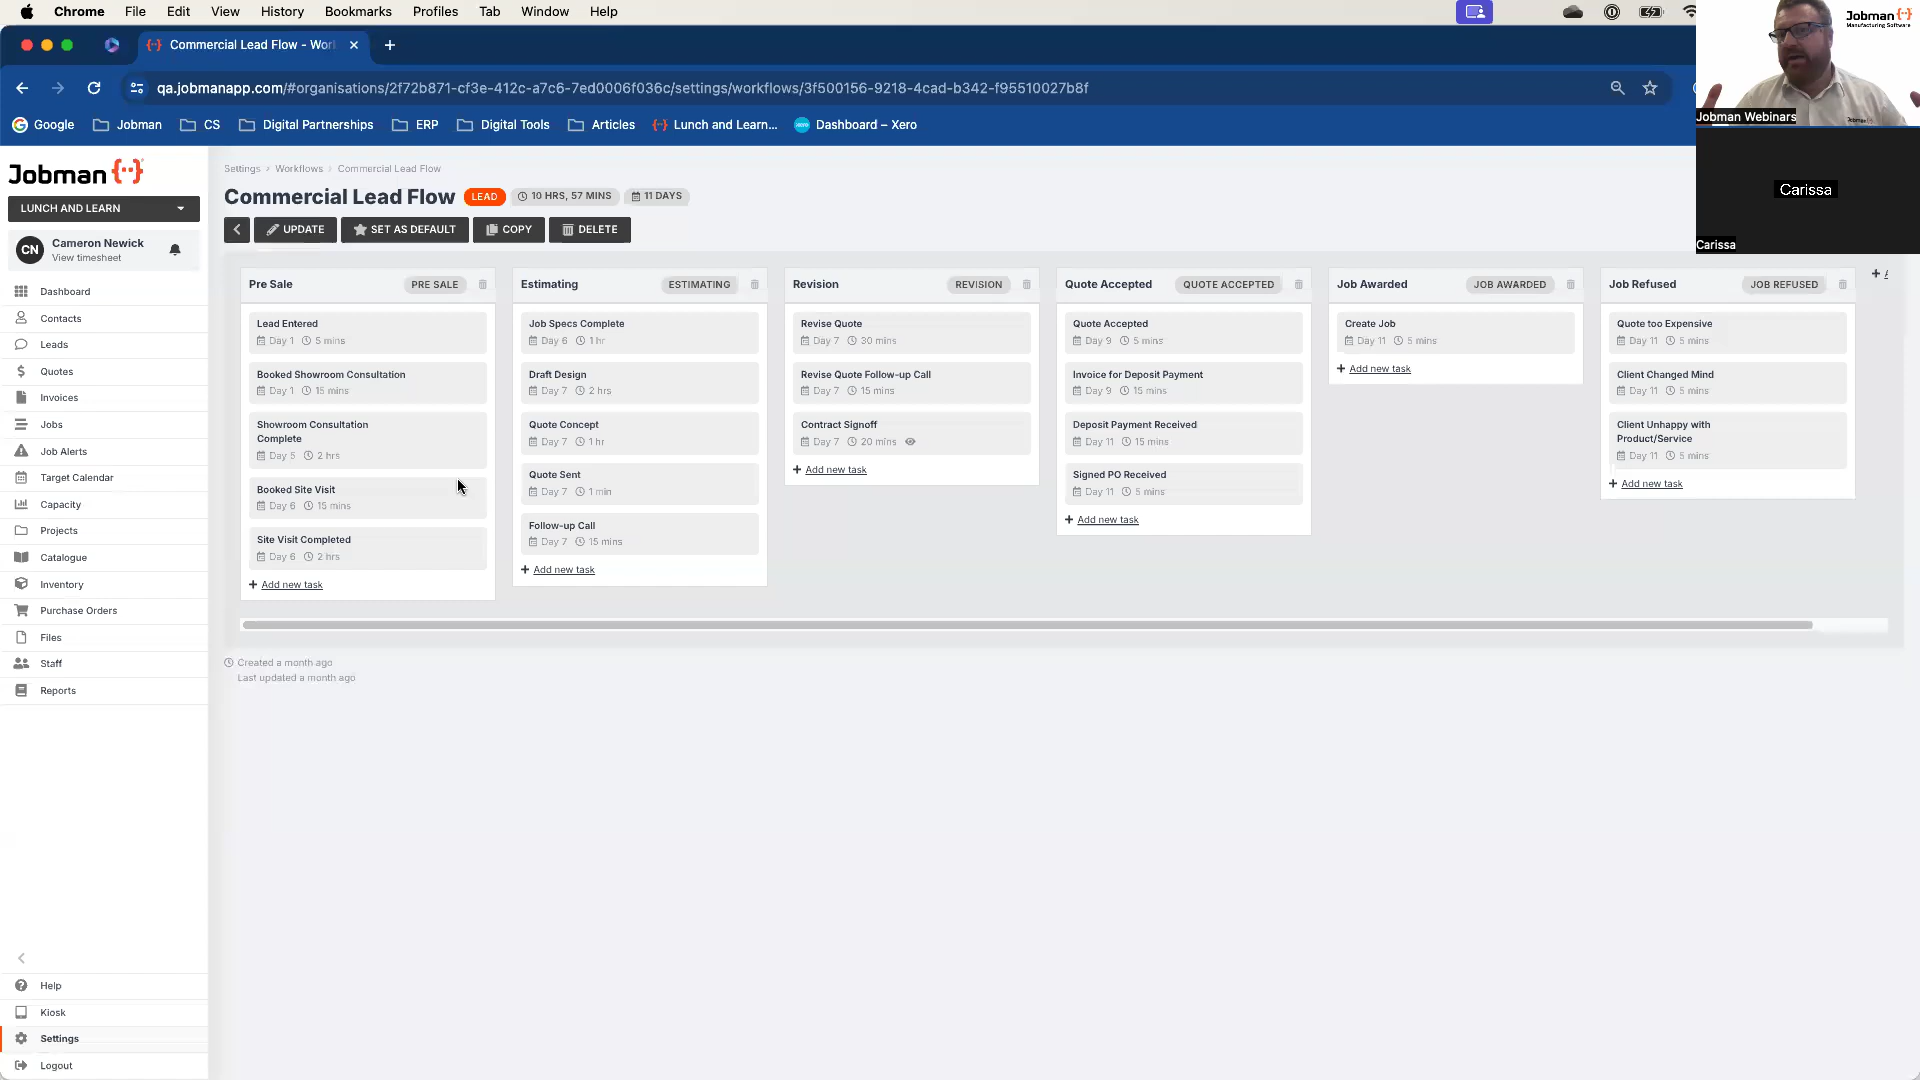 Chrome File Edit View History Bookmarks Profiles Tab Window Help
Commercial Lead Flow - Wor
qa.jobmanapp.com/#organisations/2f72b871-cf3e-412c-a7c6-7ed0006f036c/settings/workflows/3f500156-9218-4cad-b342-f95510027b8f
Google Jobman CS Digital Partnerships ERP Digital Tools Articles Lunch and Learn... Dashboard – Xero
Jobman
Manufacturing Software
Jobman Webinars
Carissa
Carissa
Jobman
LUNCH AND LEARN
CN
Cameron Newick
View timesheet
Dashboard
Contacts
Leads
Quotes
Invoices
Jobs
Job Alerts
Target Calendar
Capacity
Projects
Catalogue
Inventory
Purchase Orders
Files
Staff
Reports
Help
Kiosk
Settings
Logout
Settings > Workflows > Commercial Lead Flow
Commercial Lead Flow LEAD 10 HRS, 57 MINS 11 DAYS
UPDATE SET AS DEFAULT COPY DELETE
Pre Sale PRE SALE
Lead Entered
Day 1 5 mins
Booked Showroom Consultation
Day 1 15 mins
Showroom Consultation
Complete
Day 5 2 hrs
Booked Site Visit
Day 6 15 mins
Site Visit Completed
Day 6 2 hrs
+ Add new task
Estimating ESTIMATING
Job Specs Complete
Day 6 1 hr
Draft Design
Day 7 2 hrs
Quote Concept
Day 7 1 hr
Quote Sent
Day 7 1 min
Follow-up Call
Day 7 15 mins
+ Add new task
Revision REVISION
Revise Quote
Day 7 30 mins
Revise Quote Follow-up Call
Day 7 15 mins
Contract Signoff
Day 7 20 mins
+ Add new task
Quote Accepted QUOTE ACCEPTED
Quote Accepted
Day 9 5 mins
Invoice for Deposit Payment
Day 9 15 mins
Deposit Payment Received
Day 11 15 mins
Signed PO Received
Day 11 5 mins
+ Add new task
Job Awarded JOB AWARDED
Create Job
Day 11 5 mins
+ Add new task
Job Refused JOB REFUSED
Quote too Expensive
Day 11 5 mins
Client Changed Mind
Day 11 5 mins
Client Unhappy with
Product/Service
Day 11 5 mins
+ Add new task
Created a month ago
Last updated a month ago